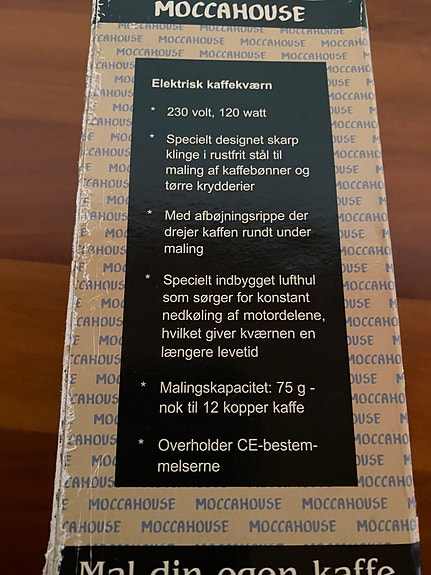 MOCCAHOUSE
Elektrisk kaffekværn
* 230 volt, 120 watt
* Specielt designet skarp
klinge i rustfrit stål til
maling af kaffebønner og
tørre krydderier
* Med afbøjningsrippe der
drejer kaffen rundt under
maling
* Specielt indbygget lufthul
som sørger for konstant
nedkøling af motordelene,
hvilket giver kværnen en
længere levetid
* Malingskapacitet: 75 g -
nok til 12 kopper kaffe
* Overholder CE-bestem-
melserne
MOCCAHOUSE MOCCAHOUSE MOCCAHOUSE
MOCCAHOUSE MOCCAHOUSE MOCCAHOUSE
Mal din egen kaffe